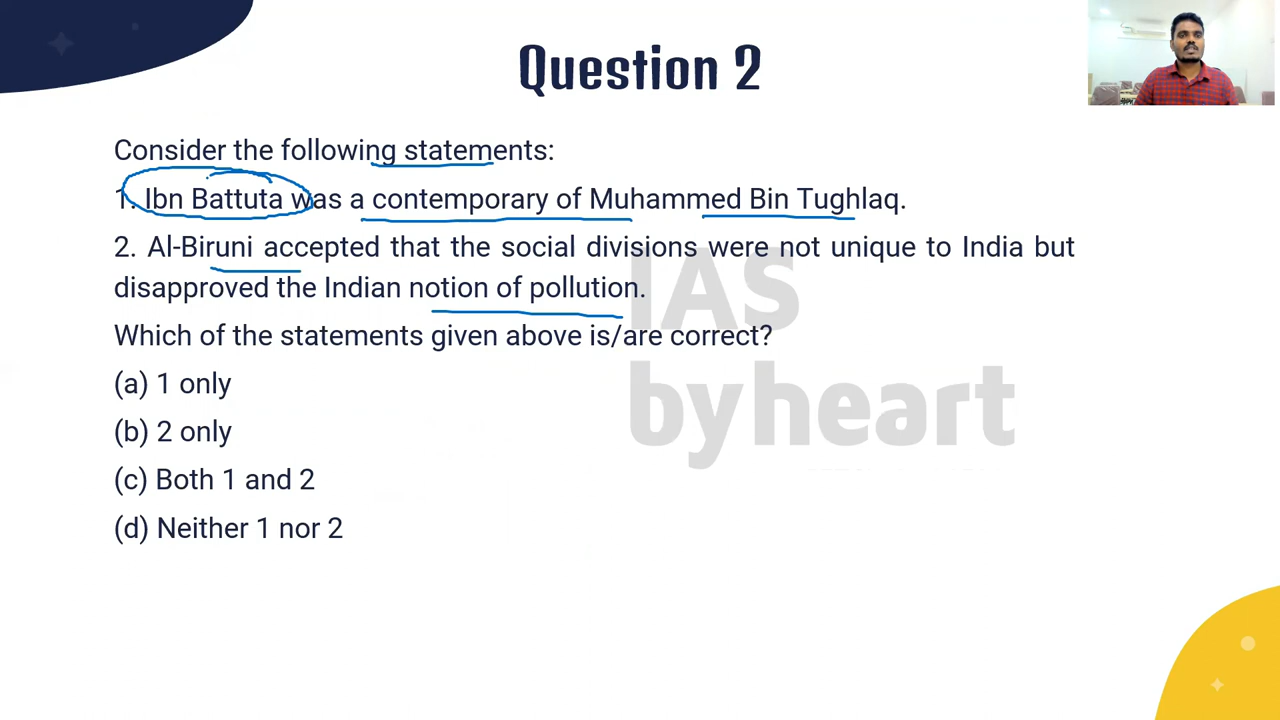 Question 2
Consider the following statements:
1. Ibn Battuta was a contemporary of Muhammed Bin Tughlaq.
2. Al-Biruni accepted that the social divisions were not unique to India but
disapproved the Indian notion of pollution.
IAS
Which of the statements given above is/are correct?
(a) 1 only
byheart
(b) 2 only
(c) Both 1 and 2
(d) Neither 1 nor 2